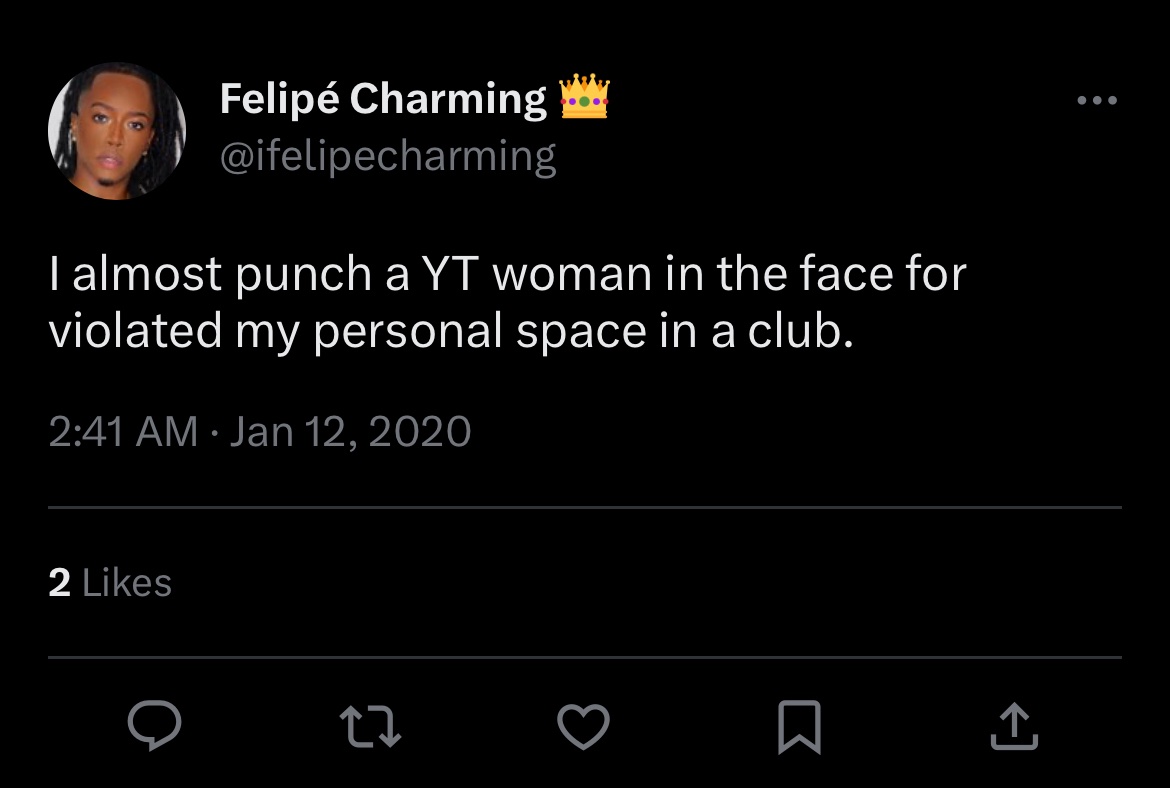 Felipé Charming 👑
@ifelipecharming
I almost punch a YT woman in the face for
violated my personal space in a club.
2:41 AM · Jan 12, 2020
2 Likes